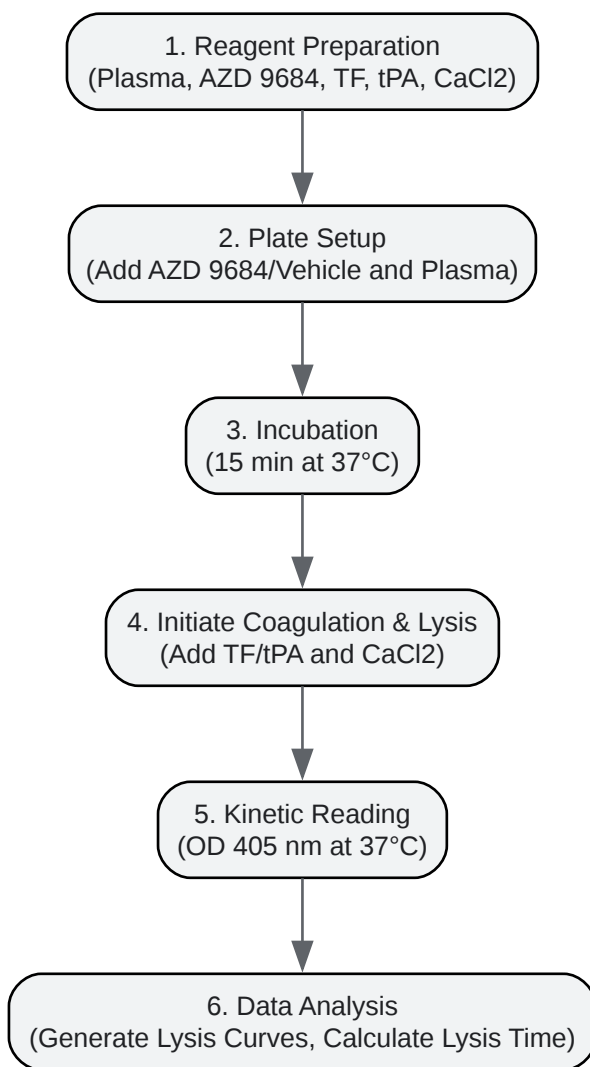 1. Reagent Preparation
(Plasma, AZD 9684, TF, tPA, CaCl2)
2. Plate Setup
(Add AZD 9684/Vehicle and Plasma)
3. Incubation
(15 min at 37°C)
4. Initiate Coagulation & Lysis
(Add TF/tPA and CaCl2)
5. Kinetic Reading
(OD 405 nm at 37°C)
6. Data Analysis
(Generate Lysis Curves, Calculate Lysis Time)